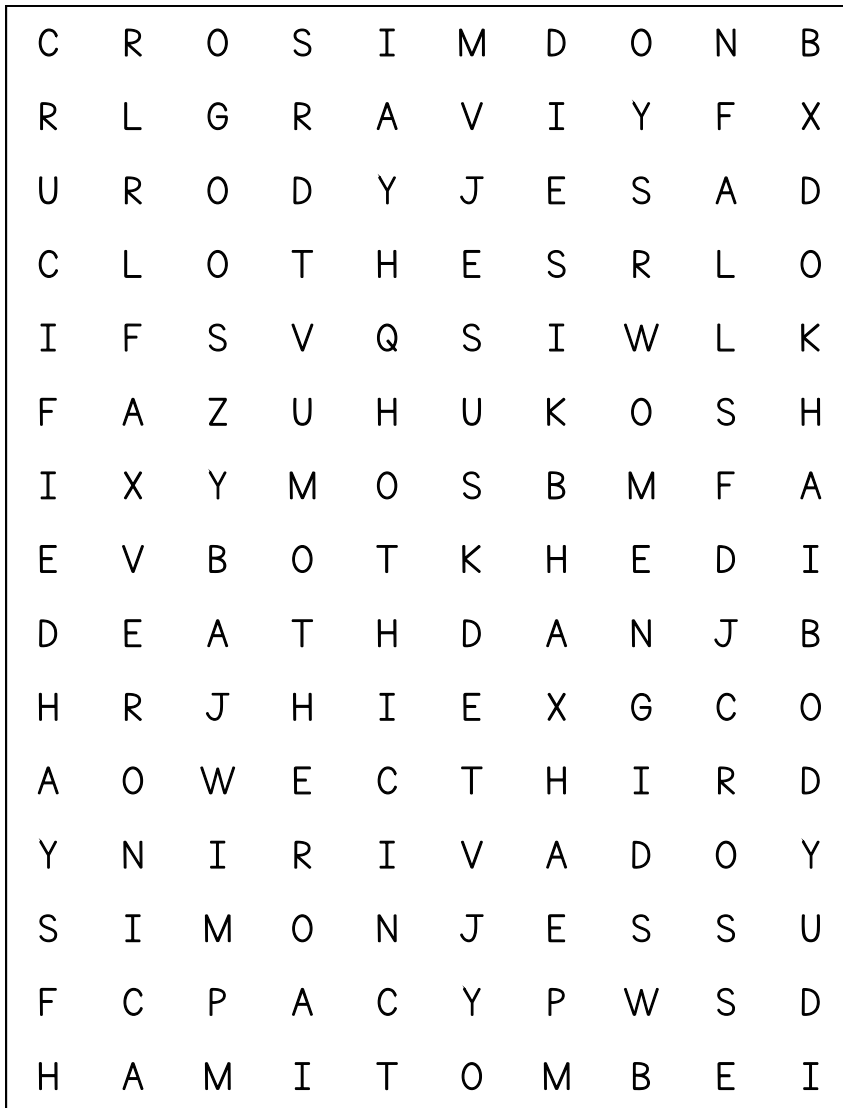 C R O S I M D O N B
R L G R A V I Y F X
U R O D Y J E S A D
C L O T H E S R L O
I F S V Q S I W L K
F A Z U H U K O S H
I X Y M O S B M F A
E V B O T K H E D I
D E A T H D A N J B
H R J H I E X G C O
A O W E C T H I R D
Y N I R I V A D O Y
S I M O N J E S S U
F C P A C Y P W S D
H A M I T O M B E I